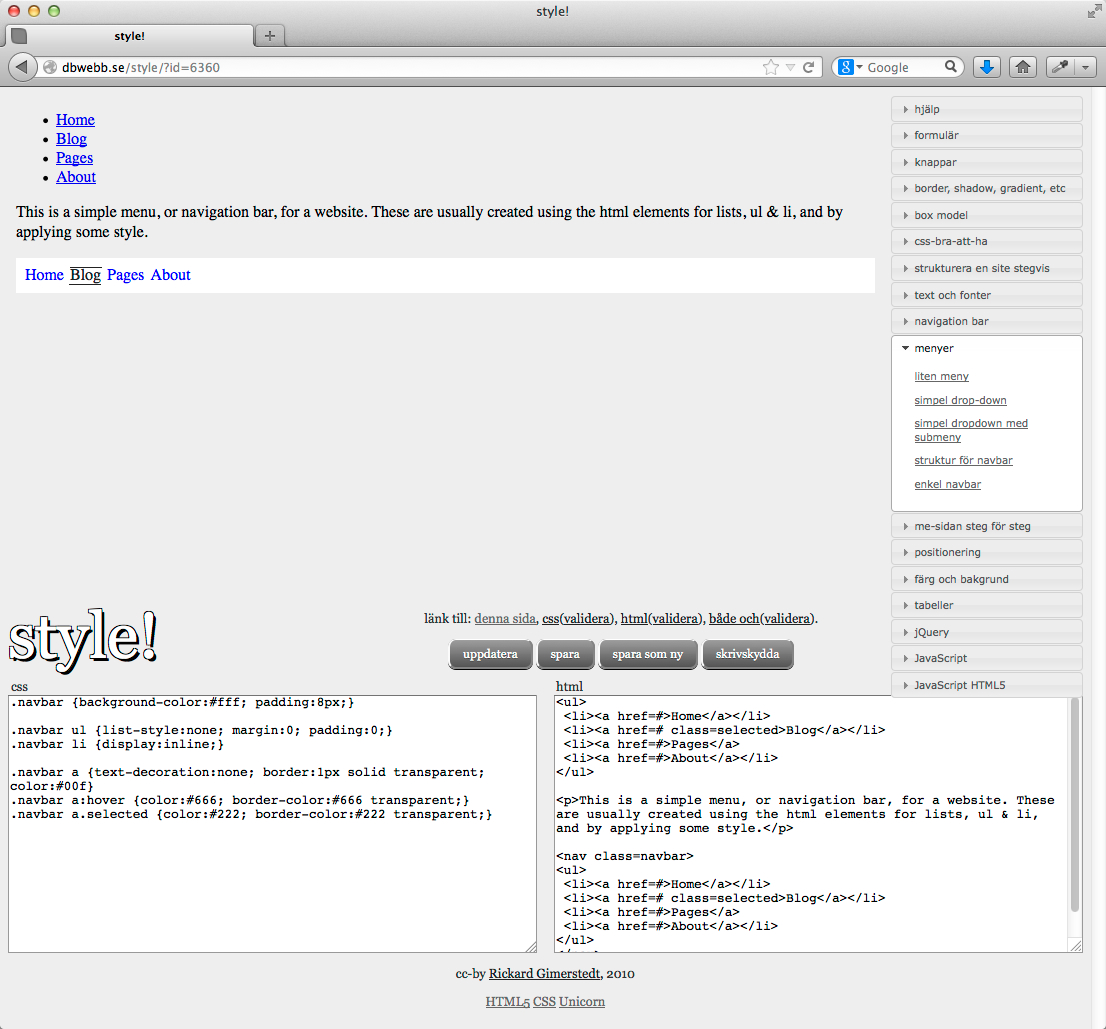 style!
style!
dbwebb.se/style/?id=6360
Google
Home
Blog
Pages
About
This is a simple menu, or navigation bar, for a website. These are usually created using the html elements for lists, ul & li, and by
applying some style.
Home Blog Pages About
hjälp
formulär
knappar
border, shadow, gradient, etc
box model
css-bra-att-ha
strukturera en site stegvis
text och fonter
navigation bar
menyer
liten meny
simpel drop-down
simpel dropdown med
submeny
struktur för navbar
enkel navbar
me-sidan steg för steg
positionering
färg och bakgrund
tabeller
jQuery
JavaScript
JavaScript HTML5
style!
länk till: denna sida, css(validera), html(validera), både och(validera).
uppdatera spara spara som ny skrivskydda
css
.navbar {background-color:#fff; padding:8px;}
.navbar ul {list-style:none; margin:0; padding:0;}
.navbar li {display:inline;}
.navbar a {text-decoration:none; border:1px solid transparent;
color:#00f}
.navbar a:hover {color:#666; border-color:#666 transparent;}
.navbar a.selected {color:#222; border-color:#222 transparent;}
html
<ul>
<li><a href=#>Home</a></li>
<li><a href=# class=selected>Blog</a></li>
<li><a href=#>Pages</a>
<li><a href=#>About</a></li>
</ul>
<p>This is a simple menu, or navigation bar, for a website. These
are usually created using the html elements for lists, ul & li,
and by applying some style.</p>
<nav class=navbar>
<ul>
<li><a href=#>Home</a></li>
<li><a href=# class=selected>Blog</a></li>
<li><a href=#>Pages</a>
<li><a href=#>About</a></li>
</ul>
cc-by Rickard Gimerstedt, 2010
HTML5 CSS Unicorn